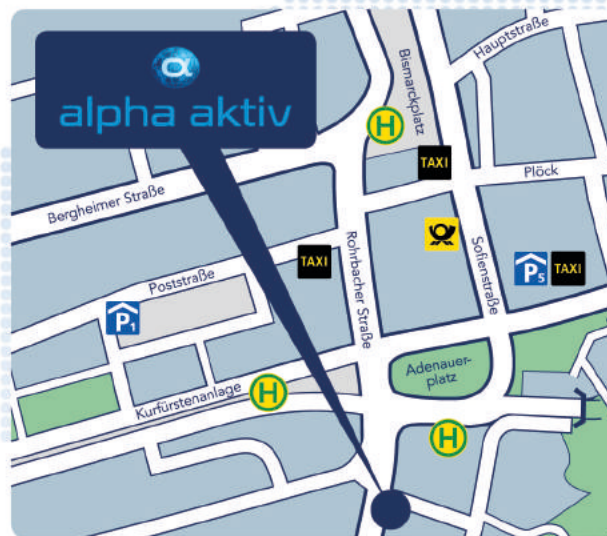 α
alpha aktiv
Hauptstraße
Bismarckplatz
H
TAXI
Plöck
Bergheimer Straße
Rohrbacher Straße
Sofienstraße
TAXI
P5
TAXI
Poststraße
P1
Adenauer-
platz
Kurfürstenanlage
H
H